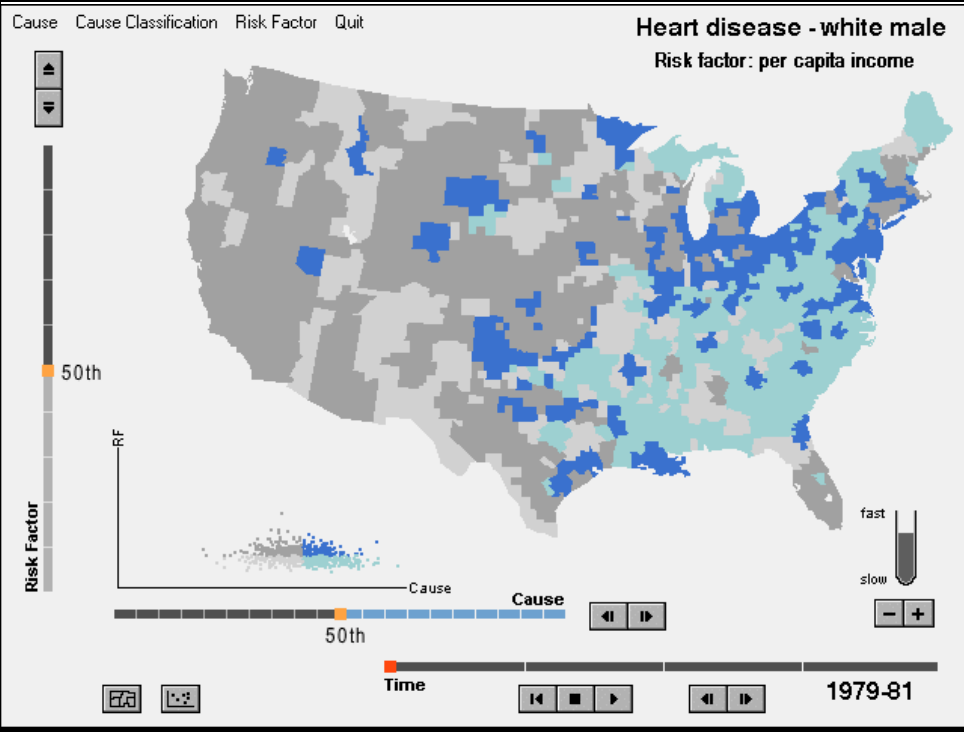 Cause Cause Classification Risk Factor Quit
Heart disease - white male
Risk factor: per capita income
50th
RF
Risk Factor
fast
slow
Cause
Cause
50th
Time
1979-81